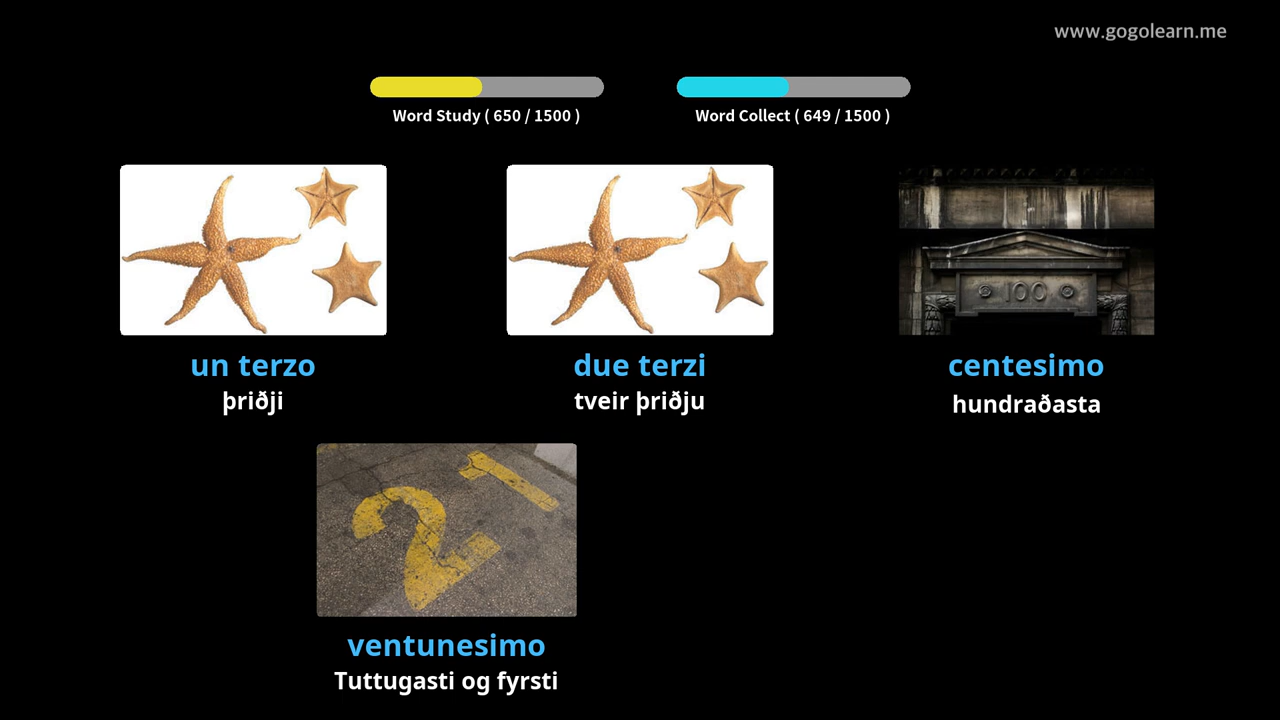 www.gogolearn.me
Word Study ( 650 / 1500 )
Word Collect ( 649 / 1500 )
un terzo
þriðji
due terzi
tveir þriðju
100
centesimo
hundraðasta
21
ventunesimo
Tuttugasti og fyrsti